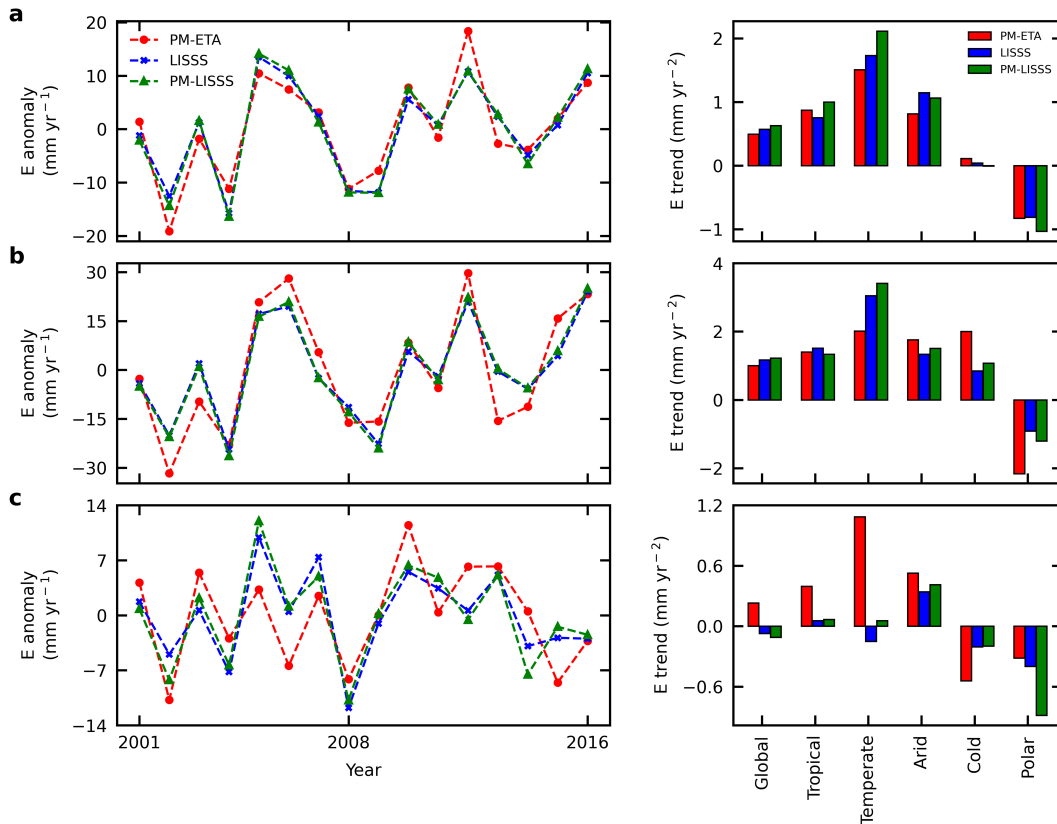 a
20
10
0
−10
−20
E anomaly
(mm yr⁻¹)
PM-ETA
LISSS
PM-LISSS
2
1
0
−1
E trend (mm yr⁻²)
PM-ETA
LISSS
PM-LISSS
b
30
15
0
−15
−30
E anomaly
(mm yr⁻¹)
4
2
0
−2
E trend (mm yr⁻²)
c
14
7
0
−7
−14
E anomaly
(mm yr⁻¹)
2001
2008
2016
Year
1.2
0.6
0.0
−0.6
E trend (mm yr⁻²)
Global
Tropical
Temperate
Arid
Cold
Polar